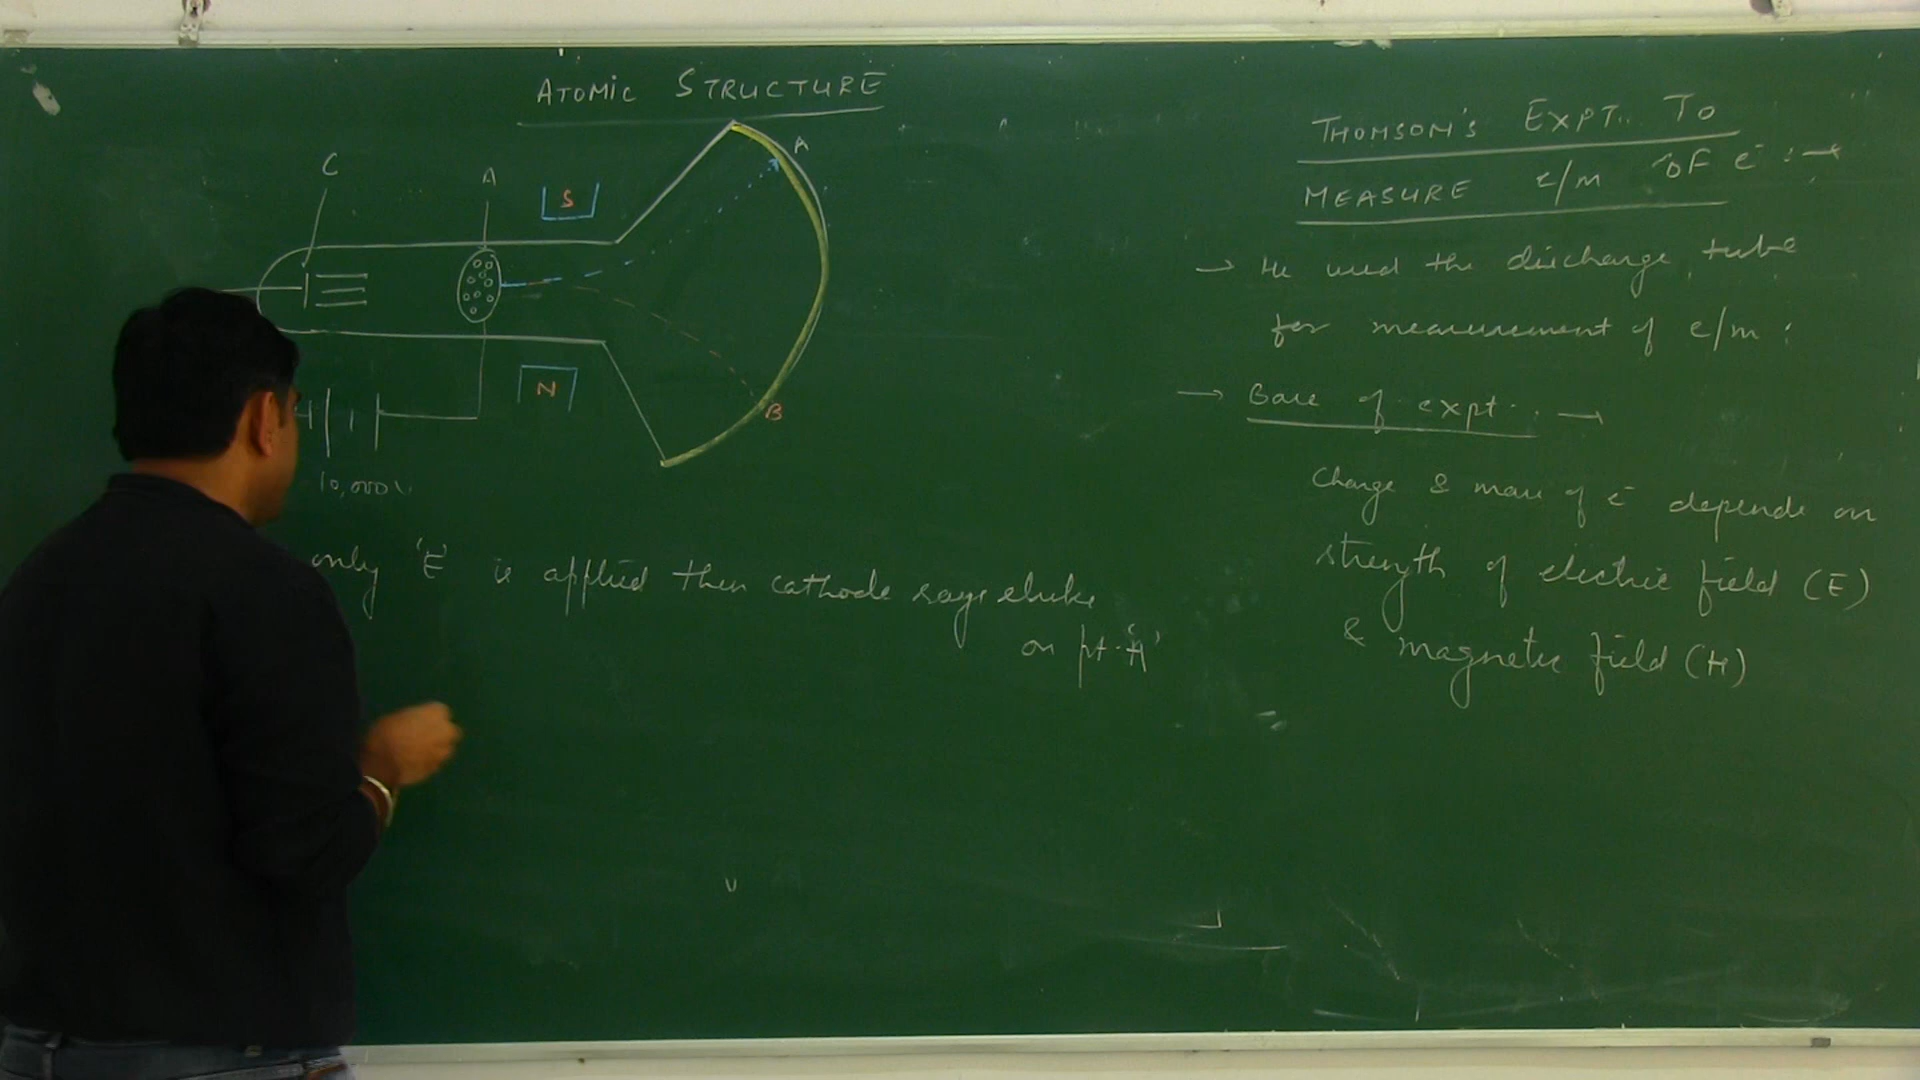 ATOMIC STRUCTURE
C
A
S
A
N
B
10,000V
only 'E' is applied then cathode rays strike
on pt. 'A'
THOMSON'S EXPT. TO
MEASURE e/m OF e⁻ :→
→ He used the discharge tube
for measurement of e/m :
→ Base of expt. →
Charge & mass of e⁻ depends on
strength of electric field (E)
& magnetic field (H)